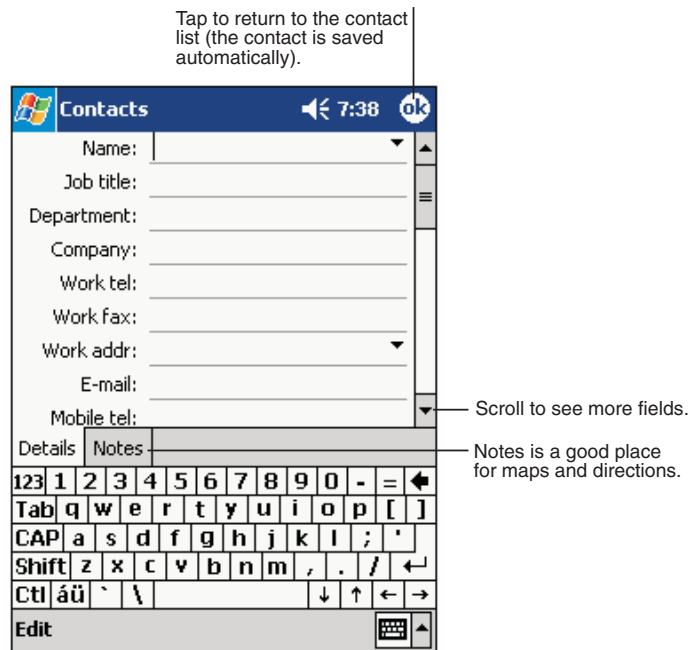 Tap to return to the contact
list (the contact is saved
automatically).
Contacts 7:38 ok
Name:
Job title:
Department:
Company:
Work tel:
Work fax:
Work addr:
E-mail:
Mobile tel:
Scroll to see more fields.
Details Notes
Notes is a good place
for maps and directions.
123 1 2 3 4 5 6 7 8 9 0 - = 🡄
Tab q w e r t y u i o p [ ]
CAP a s d f g h j k l ; '
Shift z x c v b n m , . / ↵
Ctl áü ` \ ↓ ↑ ← →
Edit